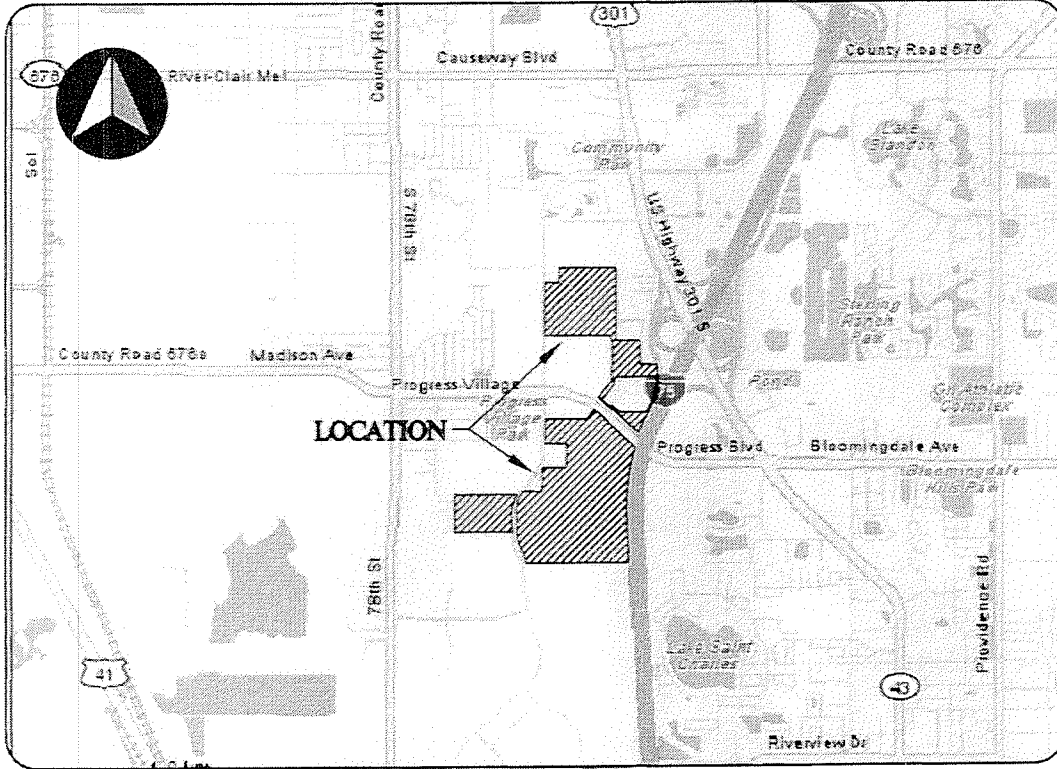 301
County Road
Causeway Blvd
County Road 676
676
River-Clair Mel
Community
Park
Lake
Brandon
S 78th St
US Highway 301 S
Sterling
Ranch
Park
County Road 676a
Madison Ave
Progress Village
Progress
Village
Park
Pond
Athletic
Complex
LOCATION
Progress Blvd
Bloomingdale Ave
Bloomingdale
Hills Park
78th St
Providence Rd
Lake Saint
Charles
41
43
Riverview Dr